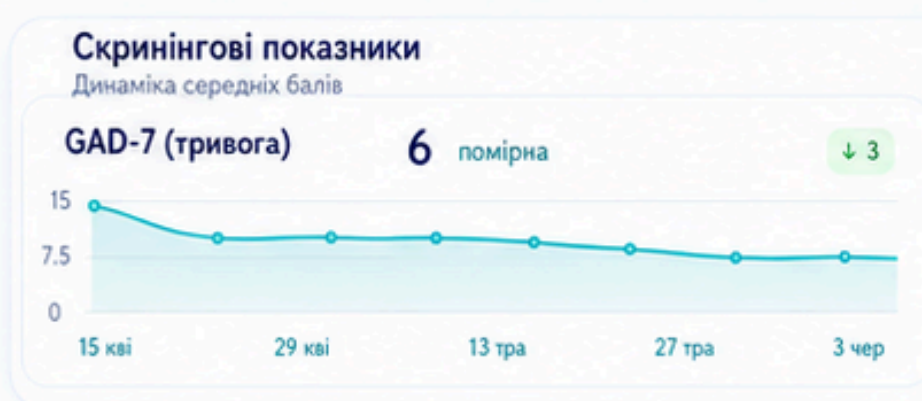 Скринінгові показники
Динаміка середніх балів
GAD-7 (тривога) 6 помірна ↓ 3
15
7.5
0
15 кві 29 кві 13 тра 27 тра 3 чер